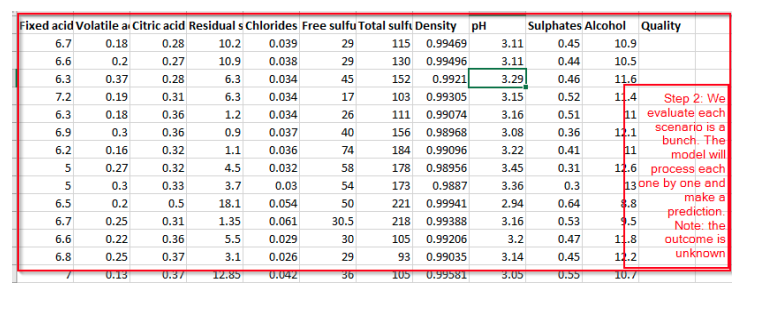 Fixed acid Volatile a Citric acid Residual s Chlorides Free sulfu Total sulfu Density pH Sulphates Alcohol Quality
6.7 0.18 0.28 10.2 0.039 29 115 0.99469 3.11 0.45 10.9
6.6 0.2 0.27 10.9 0.038 29 130 0.99496 3.11 0.44 10.5
6.3 0.37 0.28 6.3 0.034 45 152 0.9921 3.29 0.46 11.6
7.2 0.19 0.31 6.3 0.034 17 103 0.99305 3.15 0.52 11.4
6.3 0.18 0.36 1.2 0.034 26 111 0.99074 3.16 0.51 11
6.9 0.3 0.36 0.9 0.037 40 156 0.98968 3.08 0.36 12.1
6.2 0.16 0.32 1.1 0.036 74 184 0.99096 3.22 0.41 11
5 0.27 0.32 4.5 0.032 58 178 0.98956 3.45 0.31 12.6
5 0.3 0.33 3.7 0.03 54 173 0.9887 3.36 0.3 13
6.5 0.2 0.5 18.1 0.054 50 221 0.99941 2.94 0.64 8.8
6.7 0.25 0.31 1.35 0.061 30.5 218 0.99388 3.16 0.53 9.5
6.6 0.22 0.36 5.5 0.029 30 105 0.99206 3.2 0.47 11.8
6.8 0.25 0.37 3.1 0.026 29 93 0.99035 3.14 0.45 12.2
7 0.13 0.37 12.85 0.042 36 105 0.99581 3.05 0.55 10.7
Step 2: We
evaluate each
scenario is a
bunch. The
model will
process each
one by one and
make a
prediction.
Note: the
outcome is
unknown